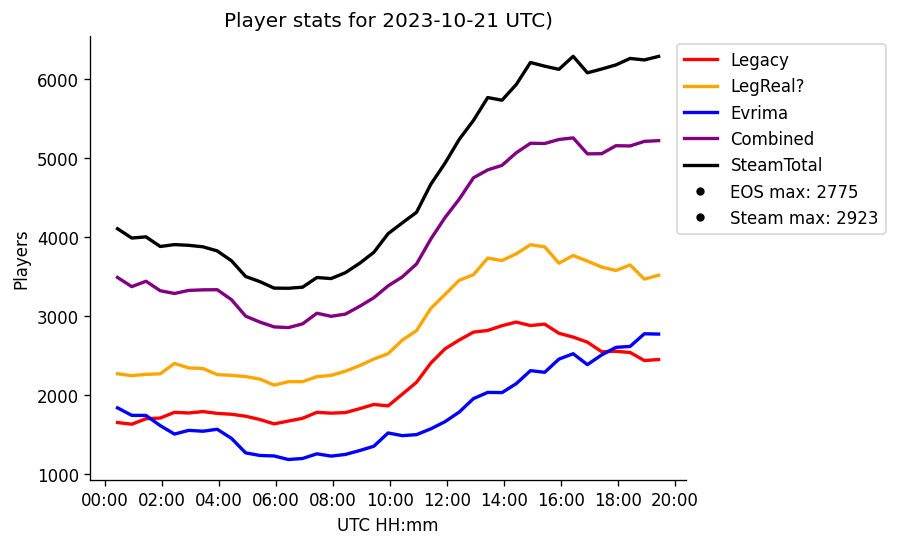 Player stats for 2023-10-21 UTC)
Legacy
LegReal?
Evrima
Combined
SteamTotal
EOS max: 2775
Steam max: 2923
Players
6000
5000
4000
3000
2000
1000
00:00 02:00 04:00 06:00 08:00 10:00 12:00 14:00 16:00 18:00 20:00
UTC HH:mm